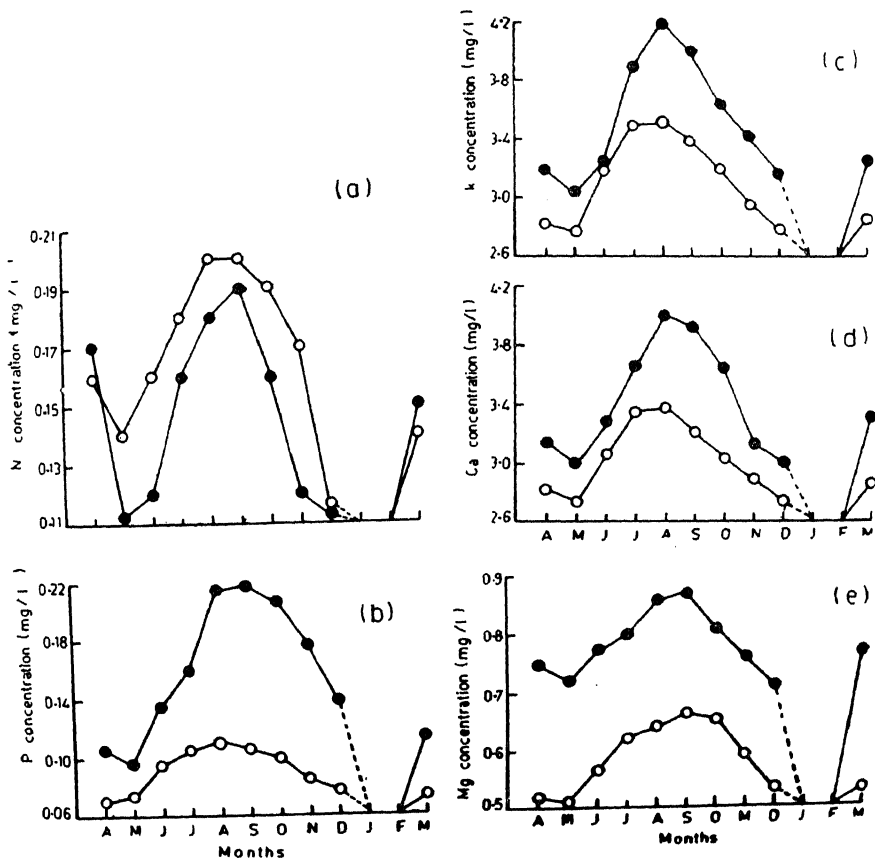 (a)
N concentration (mg/l)
0·21
0·19
0·17
0·15
0·13
0·11
(b)
P concentration (mg/l)
0·22
0·18
0·14
0·10
0·06
A M J J A S O N D J F M
Months
(c)
k concentration (mg/l)
4·2
3·8
3·4
3·0
2·6
(d)
Ca concentration (mg/l)
4·2
3·8
3·4
3·0
2·6
A M J J A S O N D J F M
(e)
Mg concentration (mg/l)
0·9
0·8
0·7
0·6
0·5
A M J J A S O M D J F M
Months